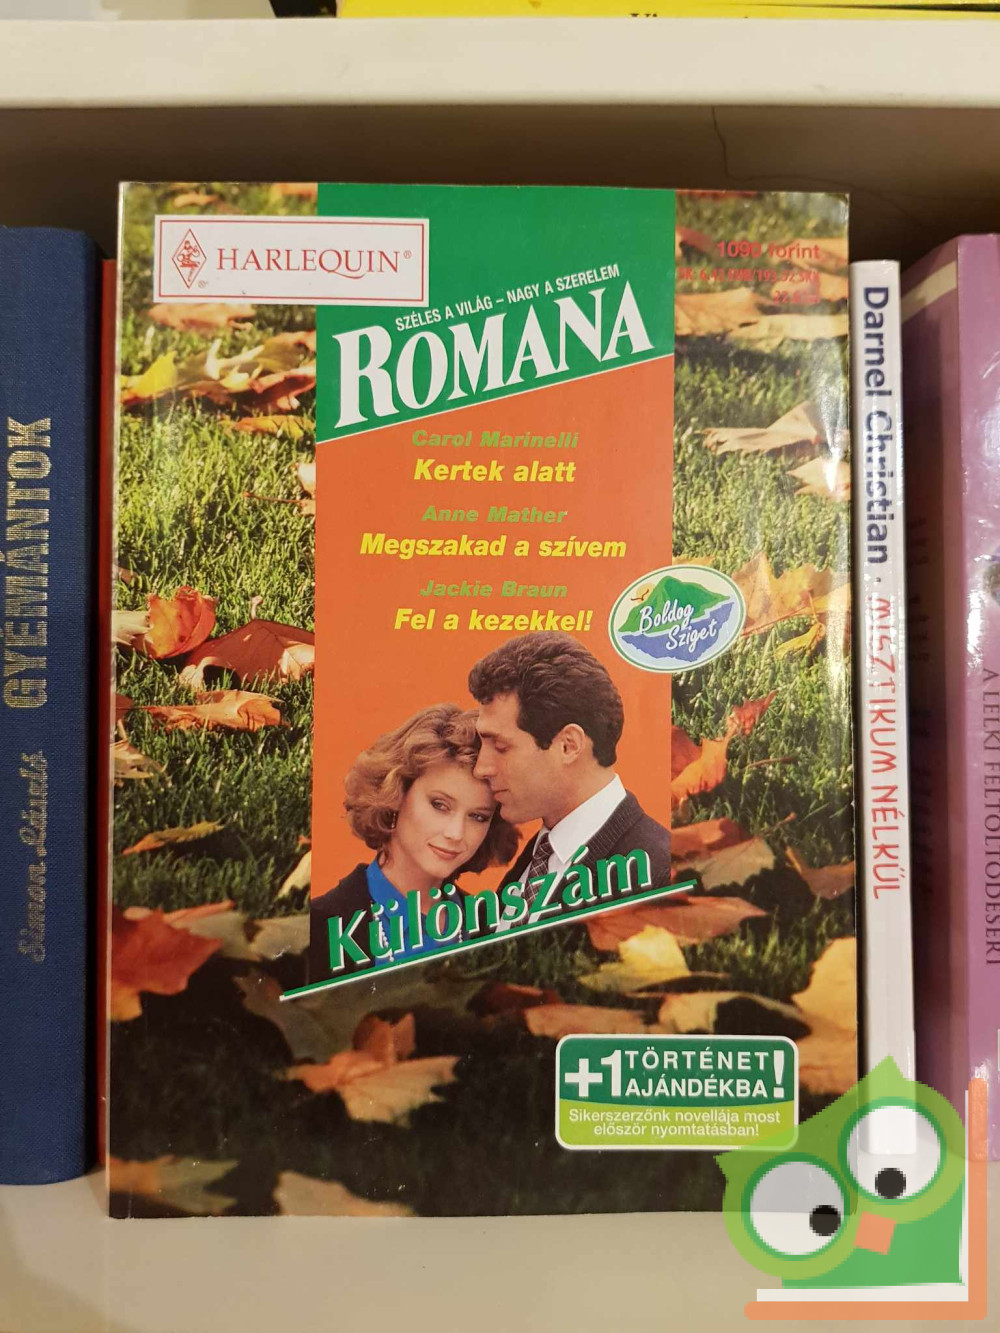 HARLEQUIN®
1090 forint
SZÉLES A VILÁG – NAGY A SZERELEM
ROMANA
Carol Marinelli
Kertek alatt
Anne Mather
Megszakad a szívem
Jackie Braun
Fel a kezekkel!
Boldog
Sziget
Különszám
+1 TÖRTÉNET
AJÁNDÉKBA!
Sikerszerzőnk novellája most
először nyomtatásban!
GYÉMÁNTOK
Darnel Christian · MISZTIKUM NÉLKÜL
A LELKI FELTÖLTŐDÉSÉRT